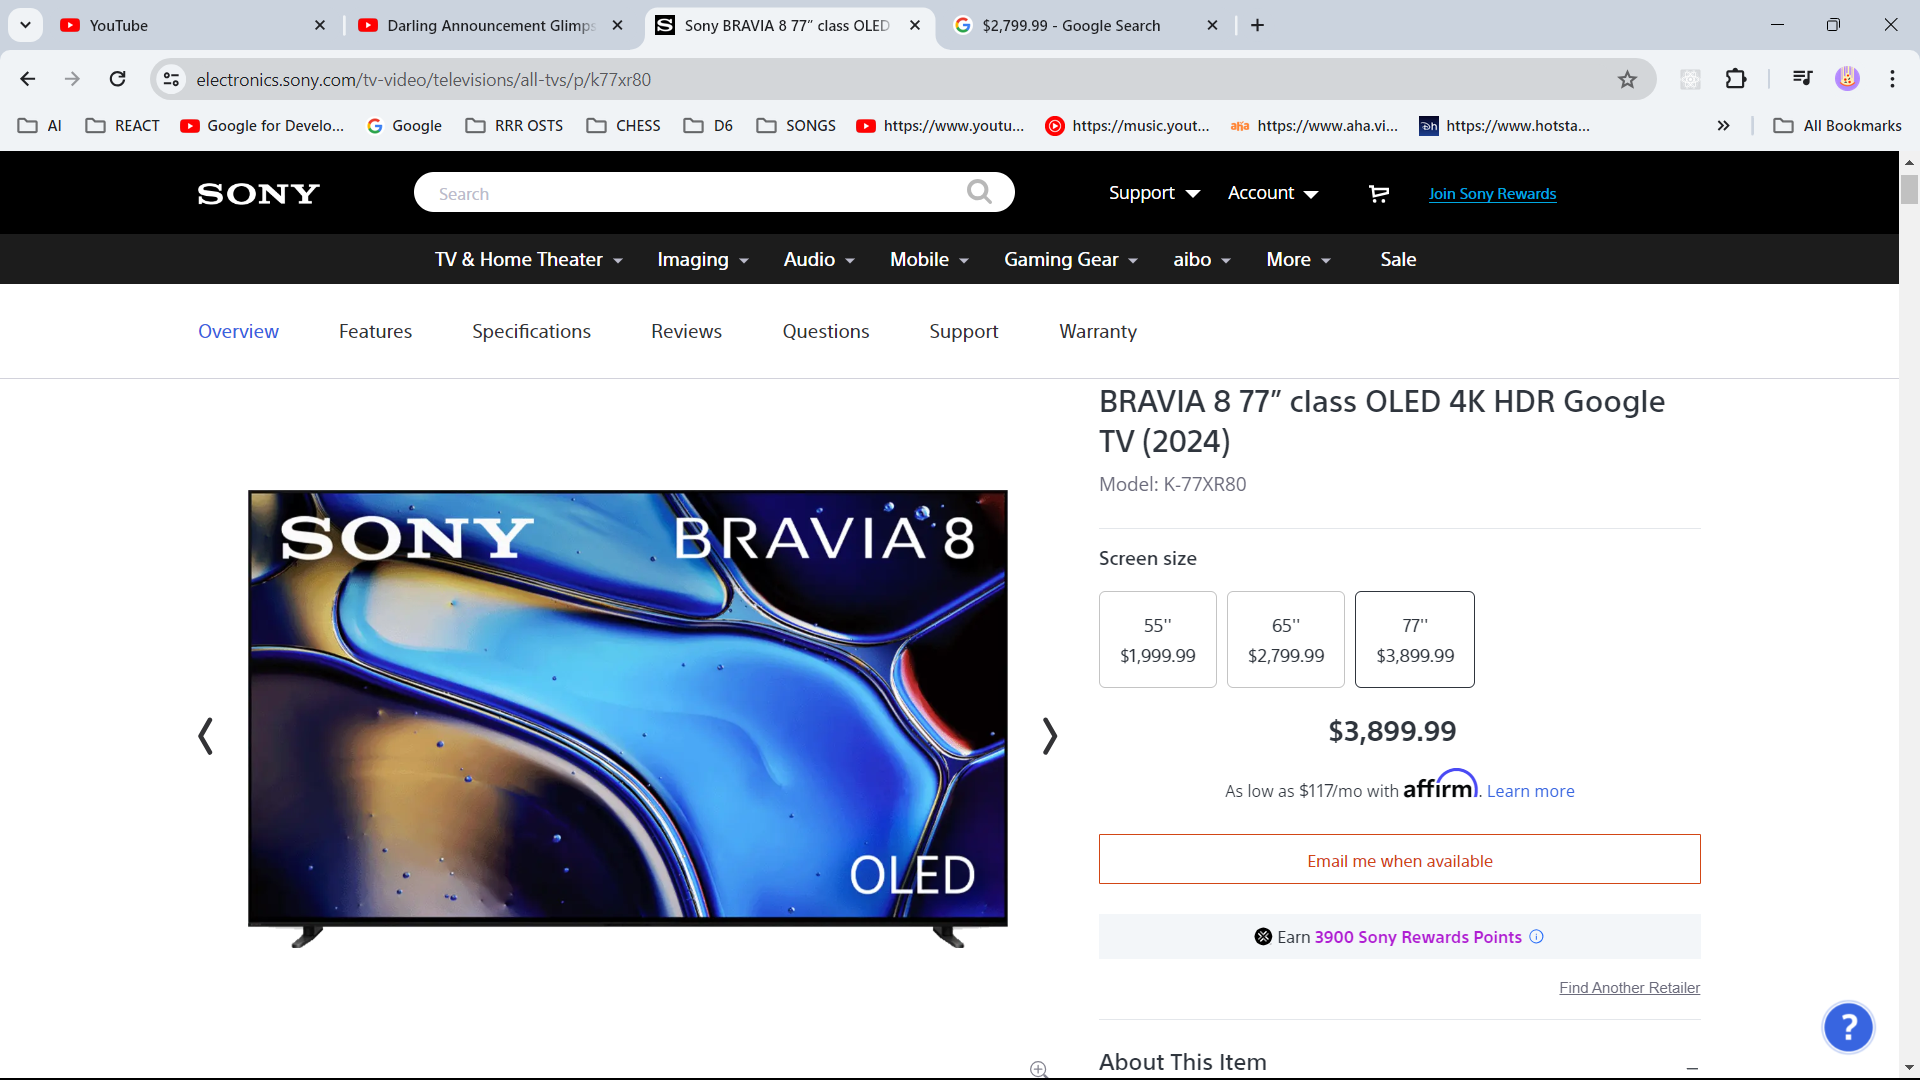 YouTube
Darling Announcement Glimps
Sony BRAVIA 8 77” class OLED
$2,799.99 - Google Search
electronics.sony.com/tv-video/televisions/all-tvs/p/k77xr80
AI
REACT
Google for Develo...
Google
RRR OSTS
CHESS
D6
SONGS
https://www.youtu...
https://music.yout...
aha
https://www.aha.vi...
https://www.hotsta...
All Bookmarks
SONY
Search
Support
Account
Join Sony Rewards
TV & Home Theater
Imaging
Audio
Mobile
Gaming Gear
aibo
More
Sale
Overview
Features
Specifications
Reviews
Questions
Support
Warranty
BRAVIA 8 77” class OLED 4K HDR Google
TV (2024)
Model: K-77XR80
SONY
BRAVIA 8
OLED
Screen size
55''
$1,999.99
65''
$2,799.99
77''
$3,899.99
$3,899.99
As low as $117/mo with affirm. Learn more
Email me when available
Earn 3900 Sony Rewards Points
Find Another Retailer
?
About This Item